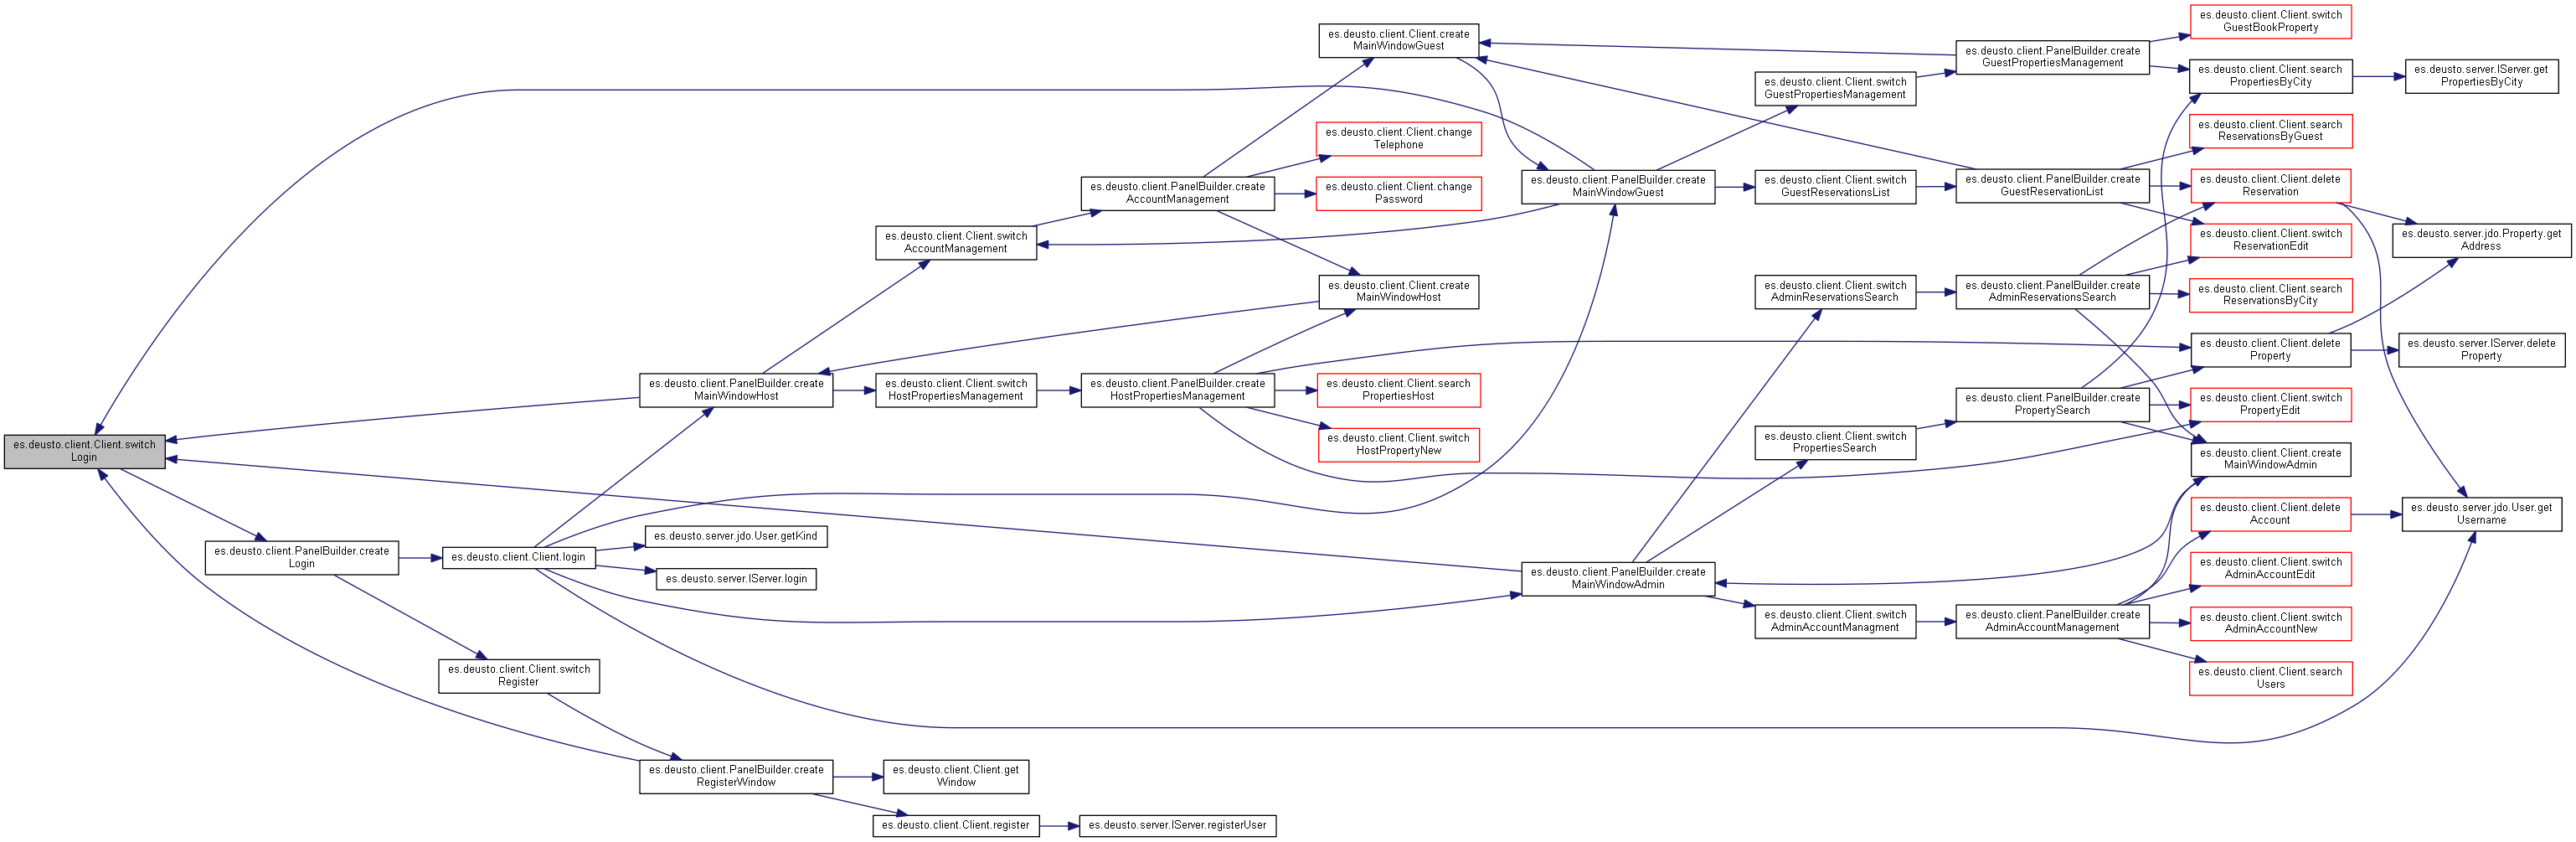 es.deusto.client.Client.switch
Login
es.deusto.client.PanelBuilder.create
Login
es.deusto.client.Client.login
es.deusto.client.Client.switch
Register
es.deusto.client.PanelBuilder.create
MainWindowHost
es.deusto.server.jdo.User.getKind
es.deusto.server.IServer.login
es.deusto.client.PanelBuilder.create
RegisterWindow
es.deusto.client.Client.switch
AccountManagement
es.deusto.client.Client.switch
HostPropertiesManagement
es.deusto.client.Client.get
Window
es.deusto.client.Client.register
es.deusto.client.PanelBuilder.create
AccountManagement
es.deusto.client.PanelBuilder.create
HostPropertiesManagement
es.deusto.server.IServer.registerUser
es.deusto.client.Client.create
MainWindowGuest
es.deusto.client.Client.change
Telephone
es.deusto.client.Client.change
Password
es.deusto.client.Client.create
MainWindowHost
es.deusto.client.Client.search
PropertiesHost
es.deusto.client.Client.switch
HostPropertyNew
es.deusto.client.PanelBuilder.create
MainWindowGuest
es.deusto.client.PanelBuilder.create
MainWindowAdmin
es.deusto.client.Client.switch
GuestPropertiesManagement
es.deusto.client.Client.switch
GuestReservationsList
es.deusto.client.Client.switch
AdminReservationsSearch
es.deusto.client.Client.switch
PropertiesSearch
es.deusto.client.Client.switch
AdminAccountManagment
es.deusto.client.PanelBuilder.create
GuestPropertiesManagement
es.deusto.client.PanelBuilder.create
GuestReservationList
es.deusto.client.PanelBuilder.create
AdminReservationsSearch
es.deusto.client.PanelBuilder.create
PropertySearch
es.deusto.client.PanelBuilder.create
AdminAccountManagement
es.deusto.client.Client.switch
GuestBookProperty
es.deusto.client.Client.search
PropertiesByCity
es.deusto.client.Client.search
ReservationsByGuest
es.deusto.client.Client.delete
Reservation
es.deusto.client.Client.switch
ReservationEdit
es.deusto.client.Client.search
ReservationsByCity
es.deusto.client.Client.delete
Property
es.deusto.client.Client.switch
PropertyEdit
es.deusto.client.Client.create
MainWindowAdmin
es.deusto.client.Client.delete
Account
es.deusto.client.Client.switch
AdminAccountEdit
es.deusto.client.Client.switch
AdminAccountNew
es.deusto.client.Client.search
Users
es.deusto.server.IServer.get
PropertiesByCity
es.deusto.server.jdo.Property.get
Address
es.deusto.server.IServer.delete
Property
es.deusto.server.jdo.User.get
Username